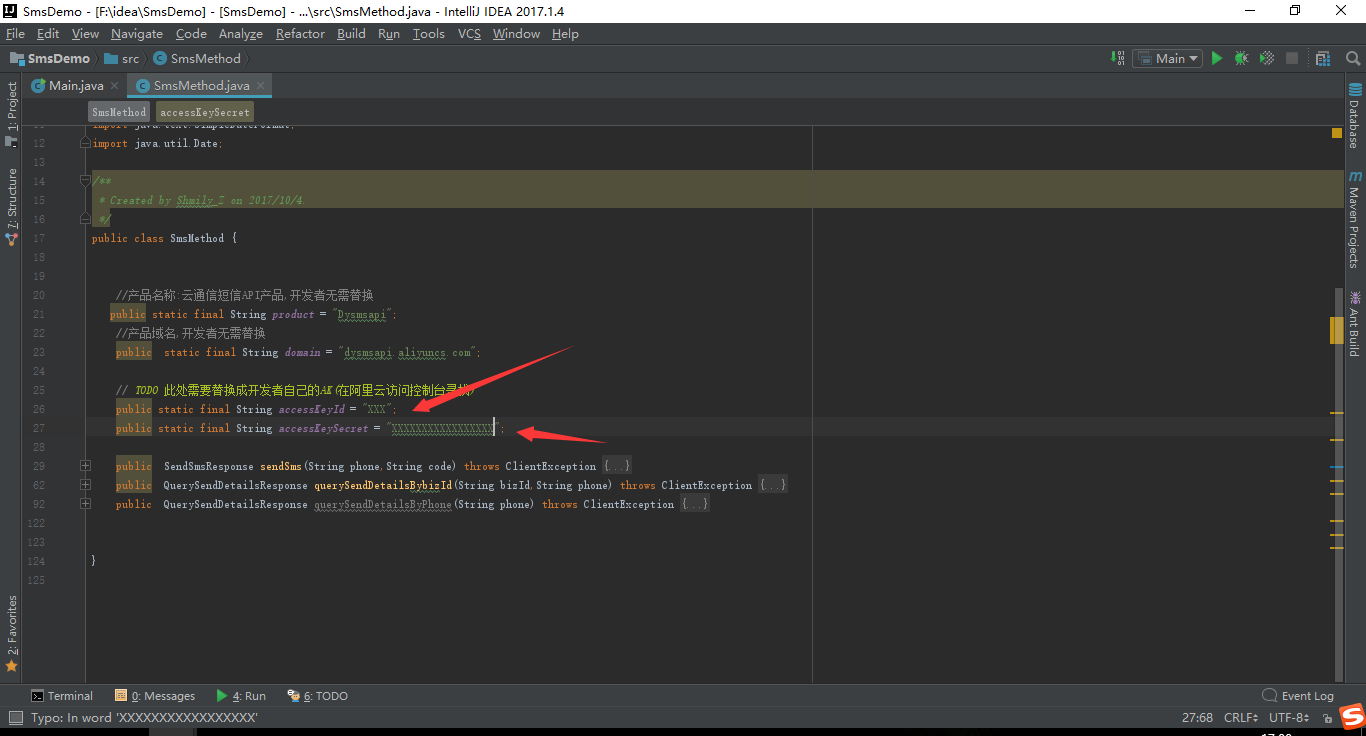 SmsDemo - [F:\idea\SmsDemo] - [SmsDemo] - ...\src\SmsMethod.java - IntelliJ IDEA 2017.1.4
File Edit View Navigate Code Analyze Refactor Build Run Tools VCS Window Help
SmsDemo src SmsMethod Main
Main.java SmsMethod.java
SmsMethod accessKeySecret
1: Project
7: Structure
2: Favorites
Database
Maven Projects
Ant Build
11 import java.text.SimpleDateFormat;
12 import java.util.Date;
13
14 /**
15 * Created by Shmily_Z on 2017/10/4.
16 */
17 public class SmsMethod {
18
19
20 //产品名称:云通信短信API产品,开发者无需替换
21 public static final String product = "Dysmsapi";
22 //产品域名,开发者无需替换
23 public static final String domain = "dysmsapi.aliyuncs.com";
24
25 // TODO 此处需要替换成开发者自己的AK(在阿里云访问控制台寻找)
26 public static final String accessKeyId = "XXX";
27 public static final String accessKeySecret = "XXXXXXXXXXXXXXXXX";
28
29 public SendSmsResponse sendSms(String phone,String code) throws ClientException {...}
62 public QuerySendDetailsResponse querySendDetailsBybizId(String bizId,String phone) throws ClientException {...}
92 public QuerySendDetailsResponse querySendDetailsByPhone(String phone) throws ClientException {...}
122
123
124 }
125
Terminal 0: Messages 4: Run 6: TODO Event Log
Typo: In word 'XXXXXXXXXXXXXXXXX' 27:68 CRLF UTF-8